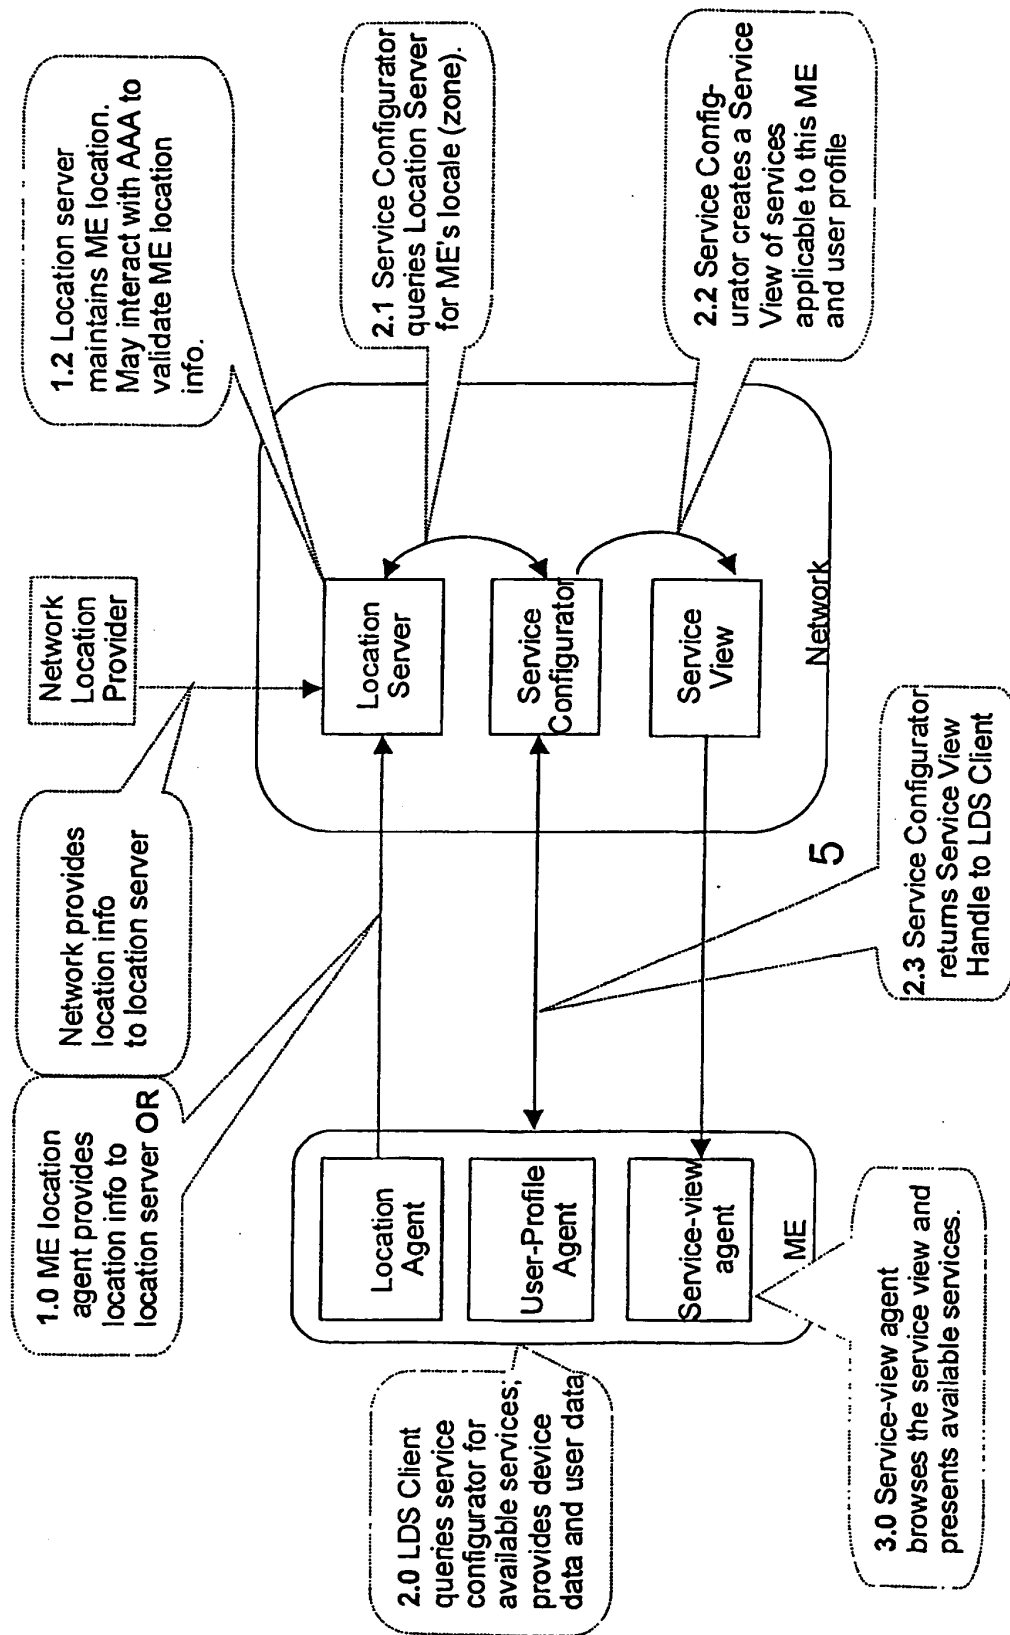 1.0 ME location
agent provides
location info to
location server OR
Network provides
location info
to location server
Network
Location
Provider
1.2 Location server
maintains ME location.
May interact with AAA to
validate ME location
info.
2.0 LDS Client
queries service
configurator for
available services;
provides device
data and user data
Location
Agent
User-Profile
Agent
Service-view
agent
ME
Location
Server
Service
Configurator
Service
View
Network
2.1 Service Configurator
queries Location Server
for ME's locale (zone).
2.2 Service Config-
urator creates a Service
View of services
applicable to this ME
and user profile
5
2.3 Service Configurator
returns Service View
Handle to LDS Client
3.0 Service-view agent
browses the service view and
presents available services.